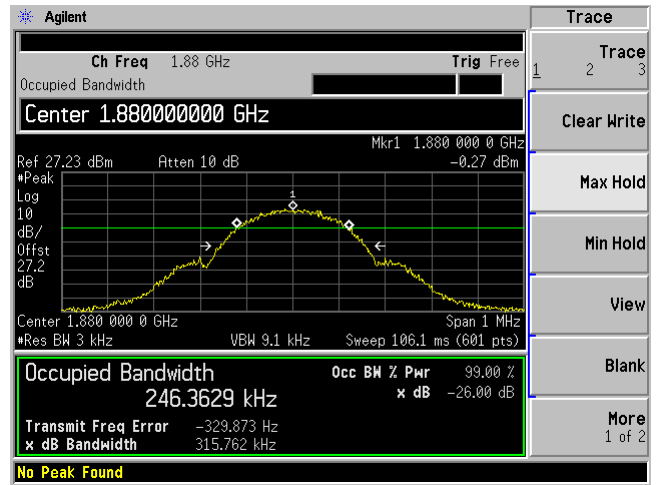 Agilent
Trace
Ch Freq 1.88 GHz Trig Free
Occupied Bandwidth
Center 1.880000000 GHz
Mkr1 1.880 000 0 GHz
Ref 27.23 dBm Atten 10 dB -0.27 dBm
#Peak
Log
10
dB/
Offst
27.2
dB
1
Center 1.880 000 0 GHz Span 1 MHz
#Res BW 3 kHz VBW 9.1 kHz Sweep 106.1 ms (601 pts)
Occupied Bandwidth
246.3629 kHz
Occ BW % Pwr 99.00 %
x dB -26.00 dB
Transmit Freq Error -329.873 Hz
x dB Bandwidth 315.762 kHz
No Peak Found
Trace
1 2 3
Clear Write
Max Hold
Min Hold
View
Blank
More
1 of 2